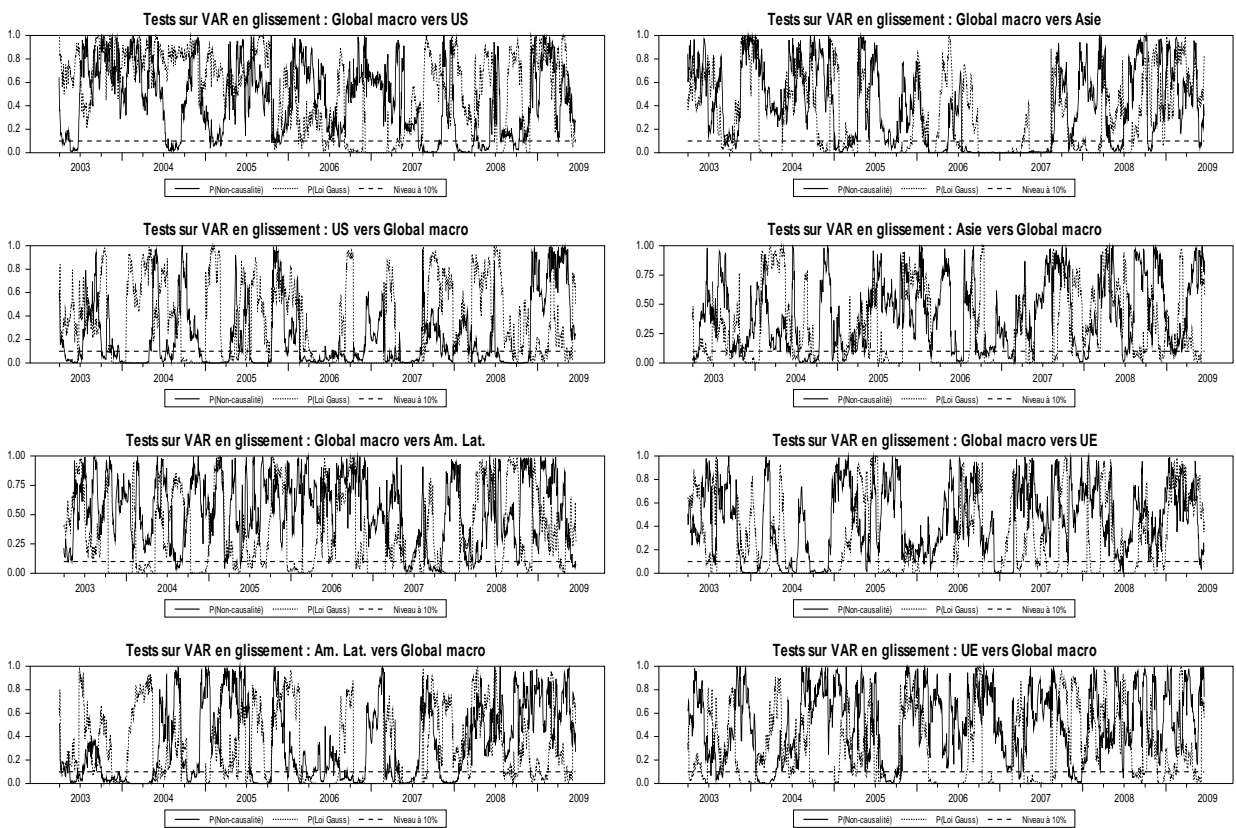 Tests sur VAR en glissement : Global macro vers US
1.0
0.8
0.6
0.4
0.2
0.0
2003 2004 2005 2006 2007 2008 2009
P(Non-causalité) P(Loi Gauss) Niveau à 10%
Tests sur VAR en glissement : Global macro vers Asie
1.0
0.8
0.6
0.4
0.2
0.0
2003 2004 2005 2006 2007 2008 2009
P(Non-causalité) P(Loi Gauss) Niveau à 10%
Tests sur VAR en glissement : US vers Global macro
1.0
0.8
0.6
0.4
0.2
0.0
2003 2004 2005 2006 2007 2008 2009
P(Non-causalité) P(Loi Gauss) Niveau à 10%
Tests sur VAR en glissement : Asie vers Global macro
1.00
0.75
0.50
0.25
0.00
2003 2004 2005 2006 2007 2008 2009
P(Non-causalité) P(Loi Gauss) Niveau à 10%
Tests sur VAR en glissement : Global macro vers Am. Lat.
1.00
0.75
0.50
0.25
0.00
2003 2004 2005 2006 2007 2008 2009
P(Non-causalité) P(Loi Gauss) Niveau à 10%
Tests sur VAR en glissement : Global macro vers UE
1.0
0.8
0.6
0.4
0.2
0.0
2003 2004 2005 2006 2007 2008 2009
P(Non-causalité) P(Loi Gauss) Niveau à 10%
Tests sur VAR en glissement : Am. Lat. vers Global macro
1.0
0.8
0.6
0.4
0.2
0.0
2003 2004 2005 2006 2007 2008 2009
P(Non-causalité) P(Loi Gauss) Niveau à 10%
Tests sur VAR en glissement : UE vers Global macro
1.0
0.8
0.6
0.4
0.2
0.0
2003 2004 2005 2006 2007 2008 2009
P(Non-causalité) P(Loi Gauss) Niveau à 10%